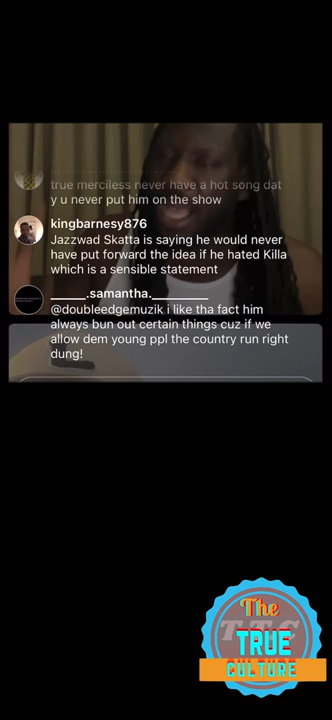 true merciless never have a hot song dat
y u never put him on the show
kingbarnesy876
Jazzwad Skatta is saying he would never
have put forward the idea if he hated Killa
which is a sensible statement
______.samantha._________
@doubleedgemuzik i like tha fact him
always bun out certain things cuz if we
allow dem young ppl the country run right
dung!
The
T.T.C
TRUE
CULTURE